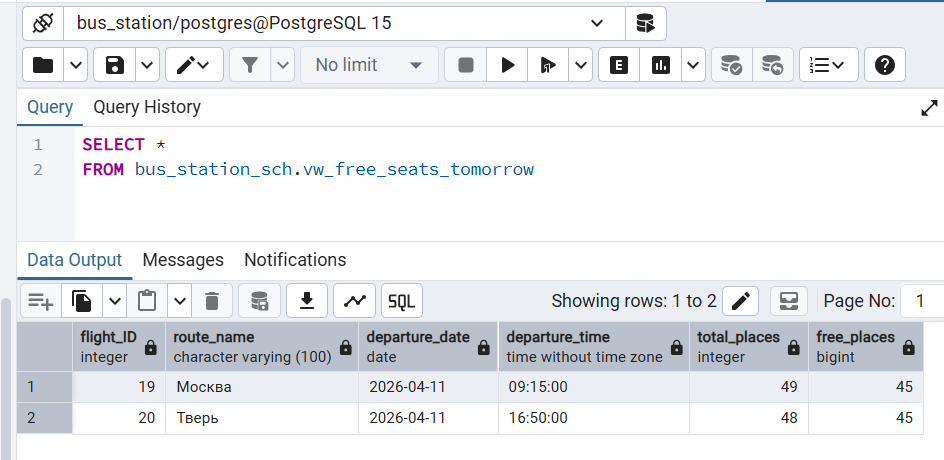 bus_station/postgres@PostgreSQL 15
No limit
E
Query Query History
1 SELECT *
2 FROM bus_station_sch.vw_free_seats_tomorrow
Data Output Messages Notifications
SQL Showing rows: 1 to 2 Page No: 1
flight_ID route_name departure_date departure_time total_places free_places
integer character varying (100) date time without time zone integer bigint
1 19 Москва 2026-04-11 09:15:00 49 45
2 20 Тверь 2026-04-11 16:50:00 48 45